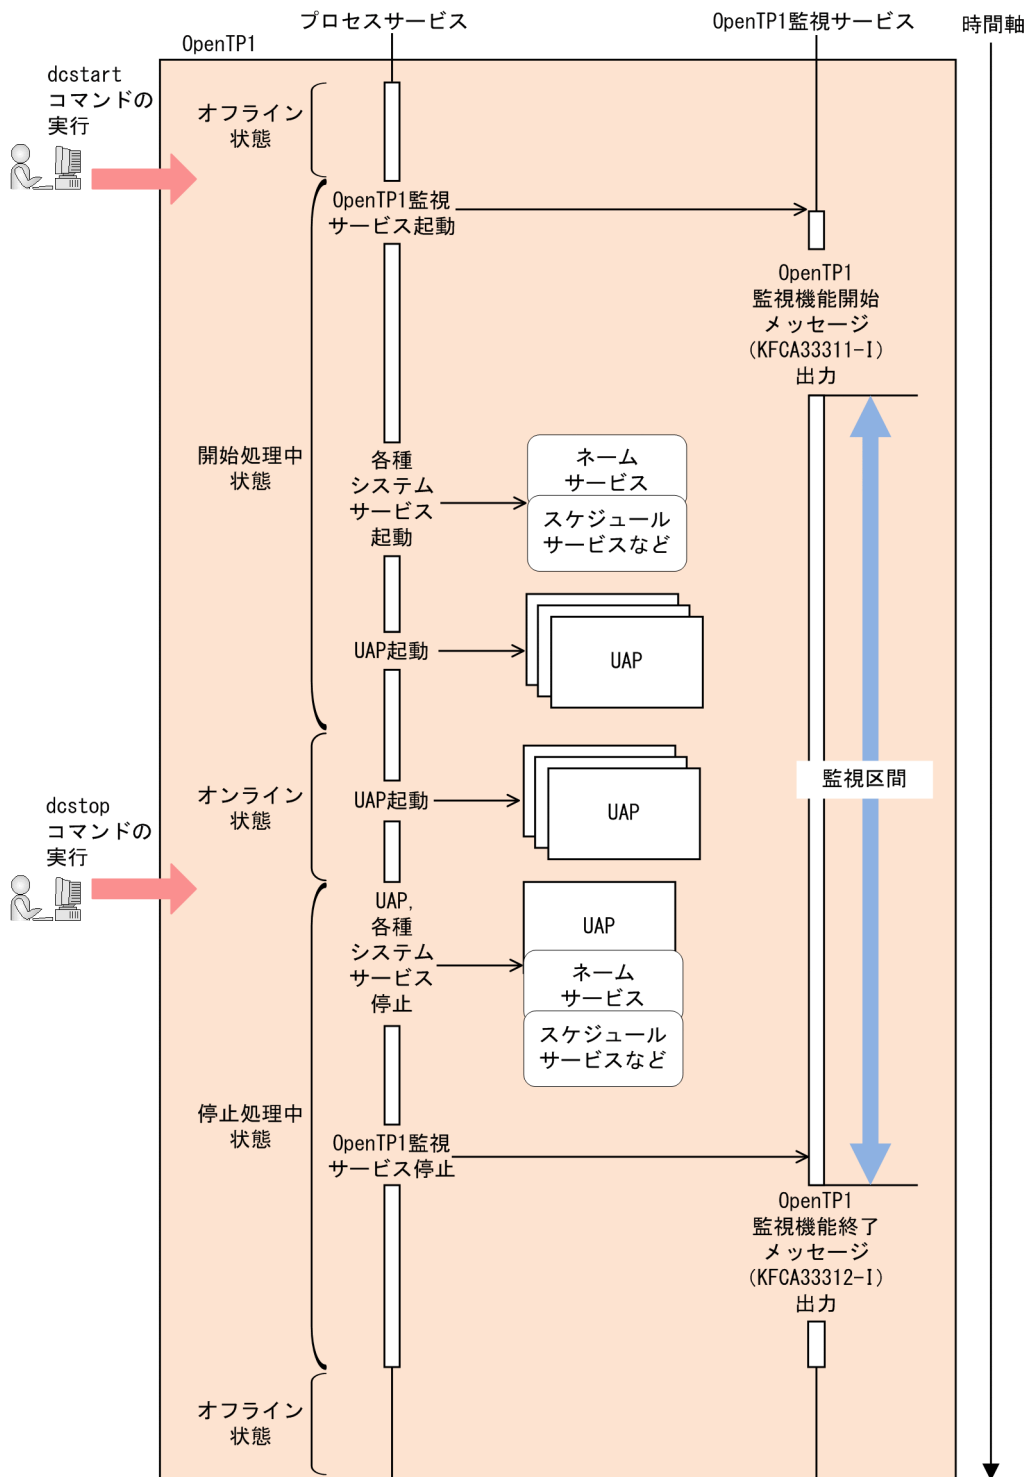 プロセスサービス
OpenTP1監視サービス
時間軸
OpenTP1
dcstart
コマンドの
実行
オフライン
状態
OpenTP1監視
サービス起動
OpenTP1
監視機能開始
メッセージ
(KFCA33311-I)
出力
開始処理中
状態
各種
システム
サービス
起動
ネーム
サービス
スケジュール
サービスなど
UAP起動
UAP
監視区間
オンライン
状態
UAP起動
UAP
dcstop
コマンドの
実行
UAP,
各種
システム
サービス
停止
UAP
ネーム
サービス
スケジュール
サービスなど
停止処理中
状態
OpenTP1監視
サービス停止
OpenTP1
監視機能終了
メッセージ
(KFCA33312-I)
出力
オフライン
状態